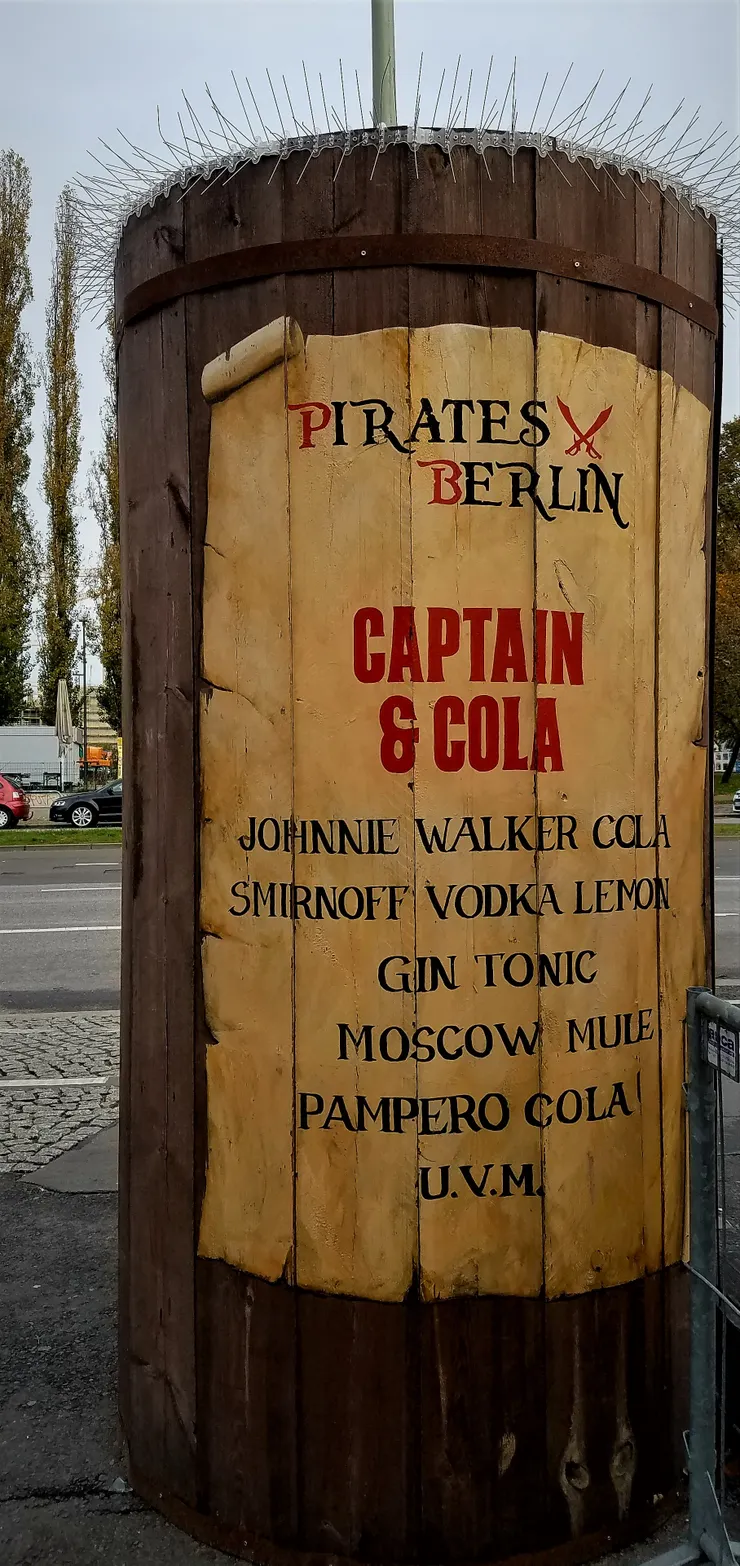 PIRATES
BERLIN
CAPTAIN
& COLA
JOHNNIE WALKER COLA
SMIRNOFF VODKA LEMON
GIN TONIC
MOSCOW MULE
PAMPERO COLA
U.V.M.